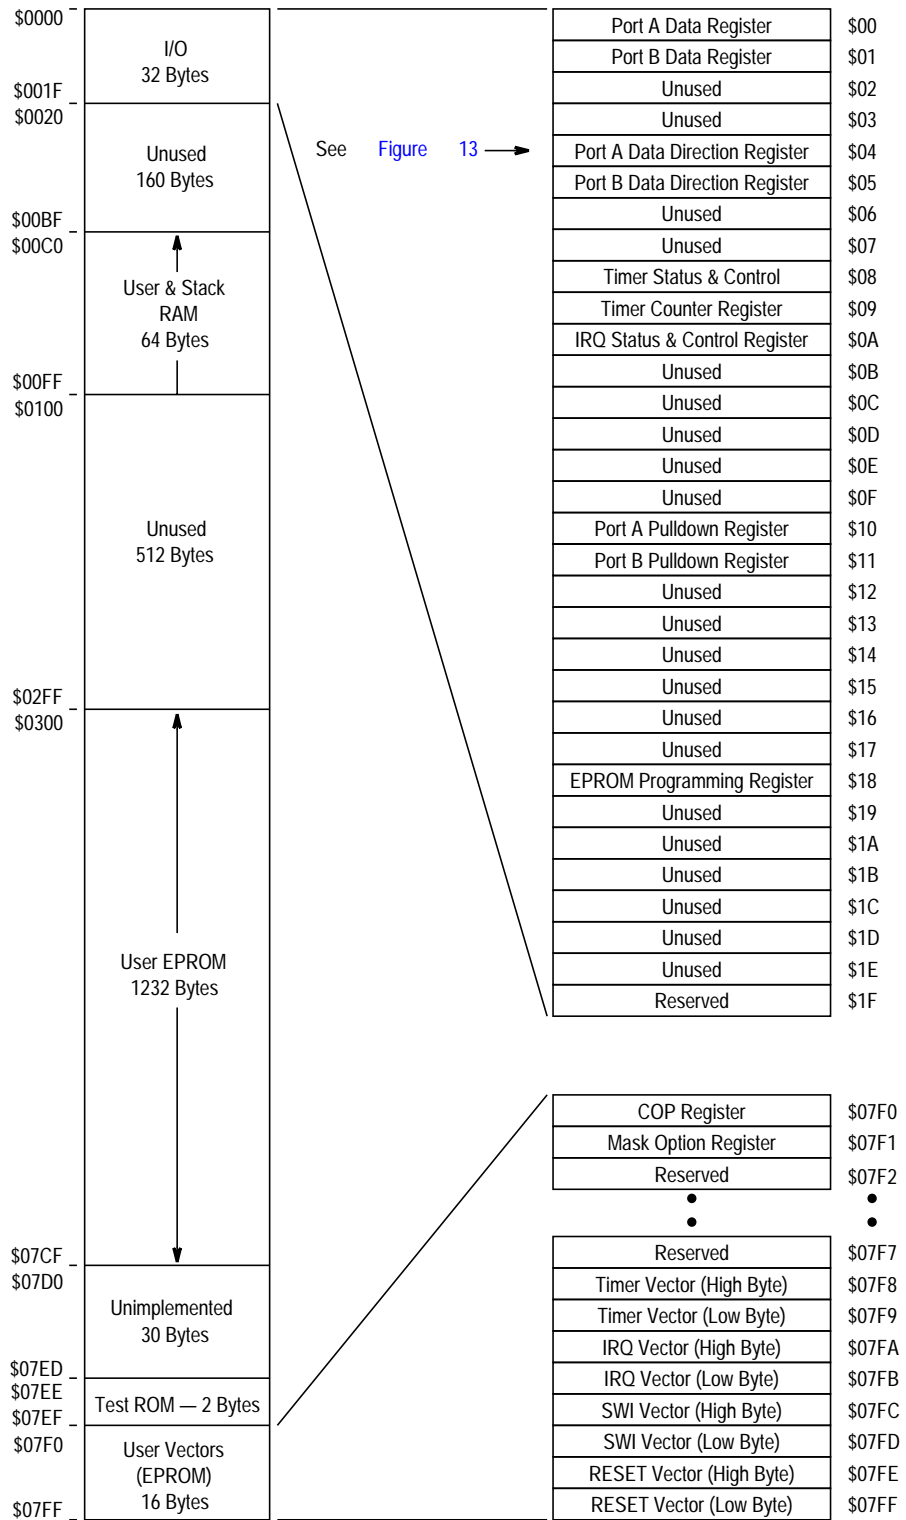 $0000
I/O
32 Bytes
$001F
$0020
Unused
160 Bytes
$00BF
$00C0
User & Stack
RAM
64 Bytes
$00FF
$0100
Unused
512 Bytes
$02FF
$0300
User EPROM
1232 Bytes
$07CF
$07D0
Unimplemented
30 Bytes
$07ED
$07EE
Test ROM — 2 Bytes
$07EF
$07F0
User Vectors
(EPROM)
16 Bytes
$07FF
See Figure 13
Port A Data Register $00
Port B Data Register $01
Unused $02
Unused $03
Port A Data Direction Register $04
Port B Data Direction Register $05
Unused $06
Unused $07
Timer Status & Control $08
Timer Counter Register $09
IRQ Status & Control Register $0A
Unused $0B
Unused $0C
Unused $0D
Unused $0E
Unused $0F
Port A Pulldown Register $10
Port B Pulldown Register $11
Unused $12
Unused $13
Unused $14
Unused $15
Unused $16
Unused $17
EPROM Programming Register $18
Unused $19
Unused $1A
Unused $1B
Unused $1C
Unused $1D
Unused $1E
Reserved $1F
COP Register $07F0
Mask Option Register $07F1
Reserved $07F2
• •
• •
Reserved $07F7
Timer Vector (High Byte) $07F8
Timer Vector (Low Byte) $07F9
IRQ Vector (High Byte) $07FA
IRQ Vector (Low Byte) $07FB
SWI Vector (High Byte) $07FC
SWI Vector (Low Byte) $07FD
RESET Vector (High Byte) $07FE
RESET Vector (Low Byte) $07FF